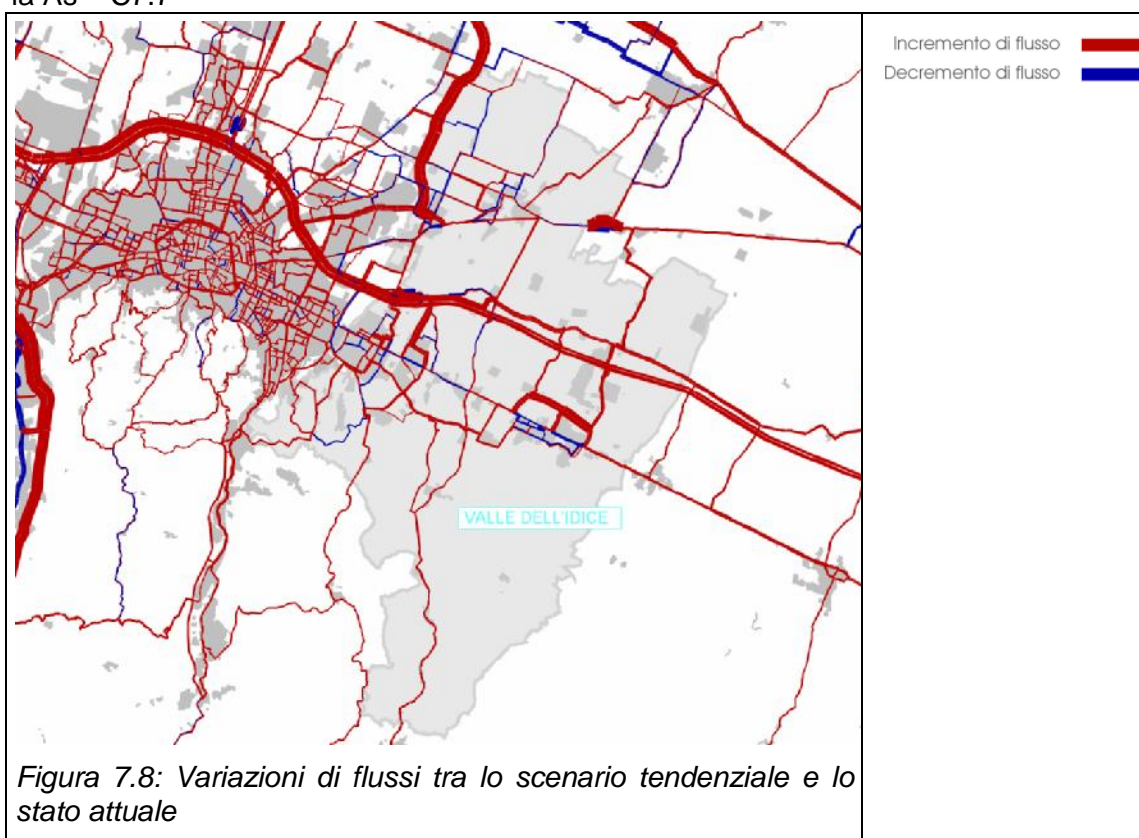 Incremento di flusso
Decremento di flusso
VALLE DELL'IDICE
Figura 7.8: Variazioni di flussi tra lo scenario tendenziale e lo
stato attuale